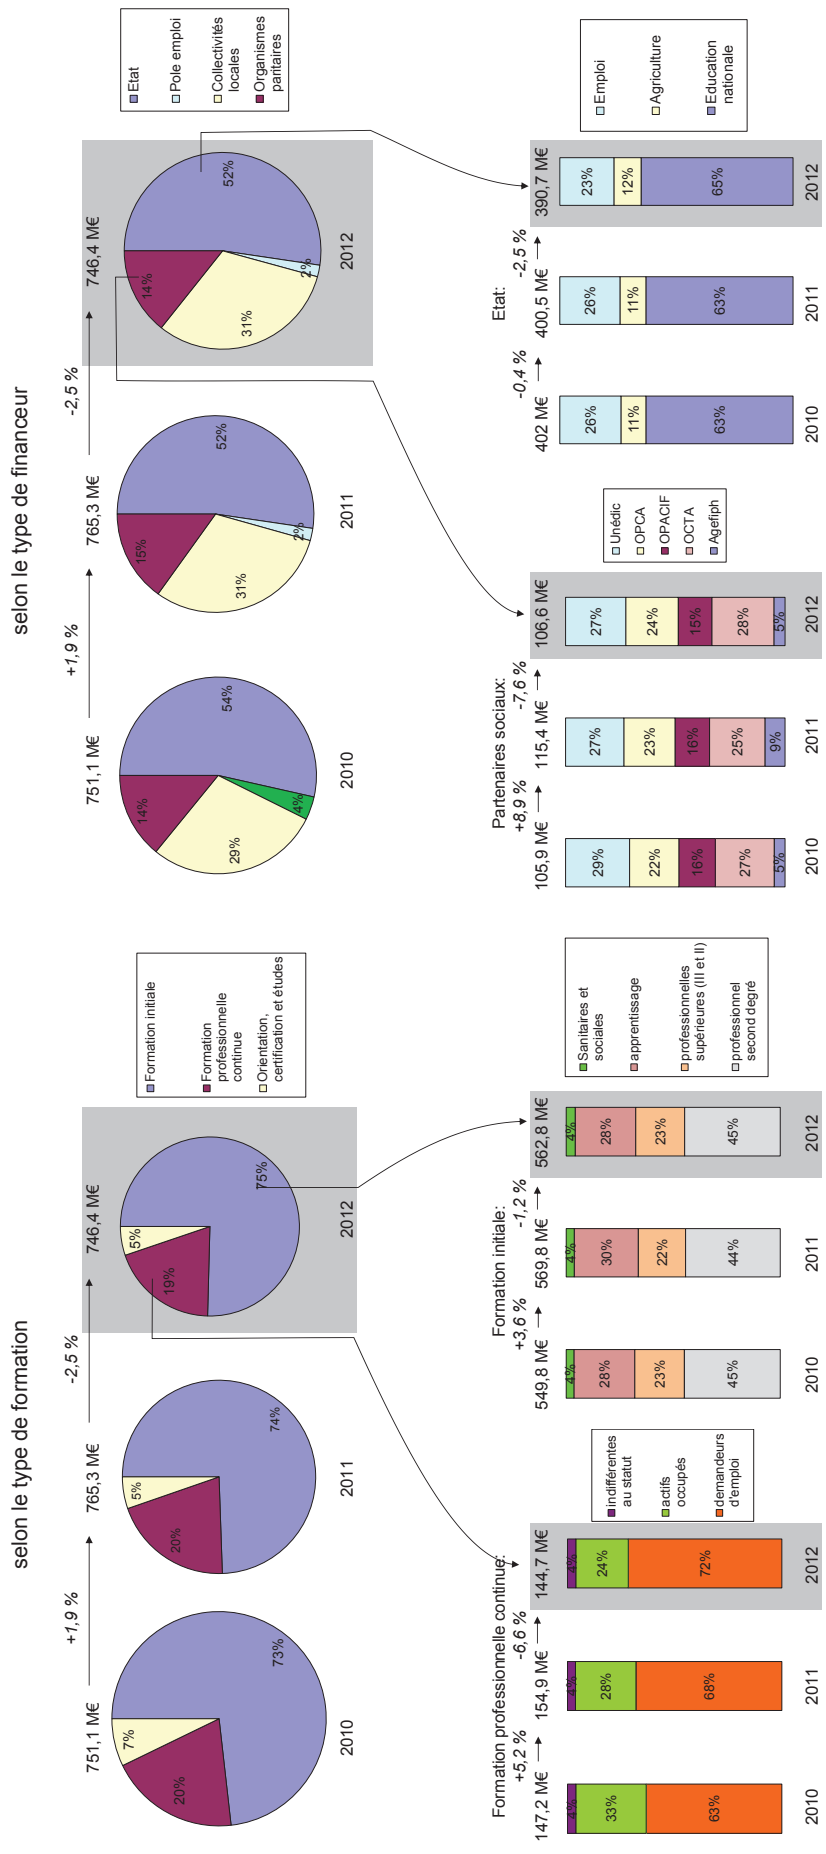 selon le type de formation
751,1 M€
+1,9 %
765,3 M€
-2,5 %
746,4 M€
7%
20%
73%
2010
5%
20%
74%
2011
5%
19%
75%
2012
Formation initiale
Formation
professionnelle
continue
Orientation,
certification et études
Formation professionnelle continue:
147,2 M€
+5,2 %
154,9 M€
-6,6 %
144,7 M€
4%
33%
63%
2010
4%
28%
68%
2011
4%
24%
72%
2012
indifférentes
au statut
actifs
occupés
demandeurs
d'emploi
Formation initiale:
549,8 M€
+3,6 %
569,8 M€
-1,2 %
562,8 M€
4%
28%
23%
45%
2010
4%
30%
22%
44%
2011
4%
28%
23%
45%
2012
Sanitaires et
sociales
apprentissage
professionnelles
supérieures (III et II)
professionnel
second degré
selon le type de financeur
751,1 M€
+1,9 %
765,3 M€
-2,5 %
746,4 M€
14%
29%
4%
54%
2010
15%
31%
2%
52%
2011
14%
31%
2%
52%
2012
Etat
Pole emploi
Collectivités
locales
Organismes
paritaires
Partenaires sociaux:
105,9 M€
+8,9 %
115,4 M€
-7,6 %
106,6 M€
29%
22%
16%
27%
5%
2010
27%
23%
16%
25%
9%
2011
27%
24%
15%
28%
5%
2012
Unédic
OPCA
OPACIF
OCTA
Agefiph
Etat:
402 M€
-0,4 %
400,5 M€
-2,5 %
390,7 M€
26%
11%
63%
2010
26%
11%
63%
2011
23%
12%
65%
2012
Emploi
Agriculture
Education
nationale